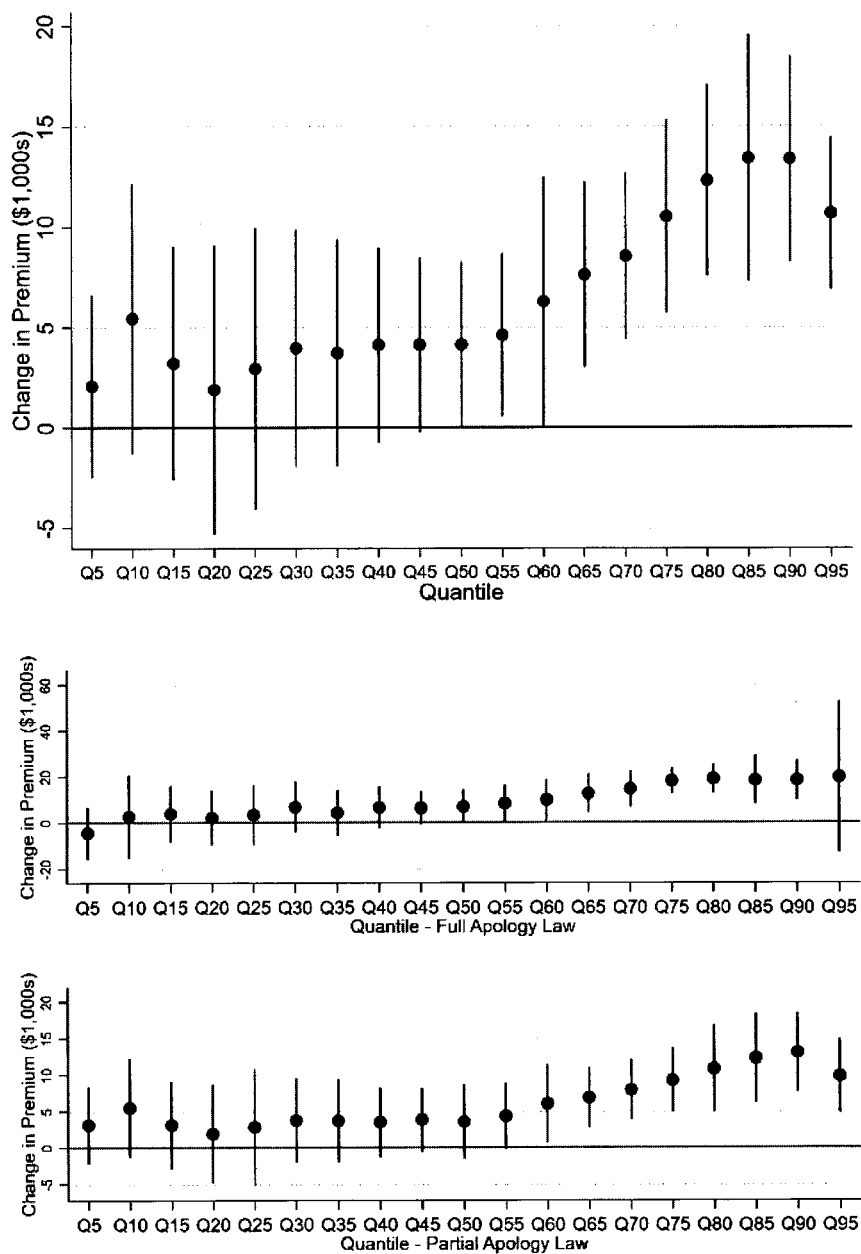 Change in Premium ($1,000s)
20
15
10
5
0
-5
Q5 Q10 Q15 Q20 Q25 Q30 Q35 Q40 Q45 Q50 Q55 Q60 Q65 Q70 Q75 Q80 Q85 Q90 Q95
Quantile
Change in Premium ($1,000s)
60
40
20
0
20
Q5 Q10 Q15 Q20 Q25 Q30 Q35 Q40 Q45 Q50 Q55 Q60 Q65 Q70 Q75 Q80 Q85 Q90 Q95
Quantile - Full Apology Law
Change in Premium ($1,000s)
20
15
10
5
0
-5
Q5 Q10 Q15 Q20 Q25 Q30 Q35 Q40 Q45 Q50 Q55 Q60 Q65 Q70 Q75 Q80 Q85 Q90 Q95
Quantile - Partial Apology Law